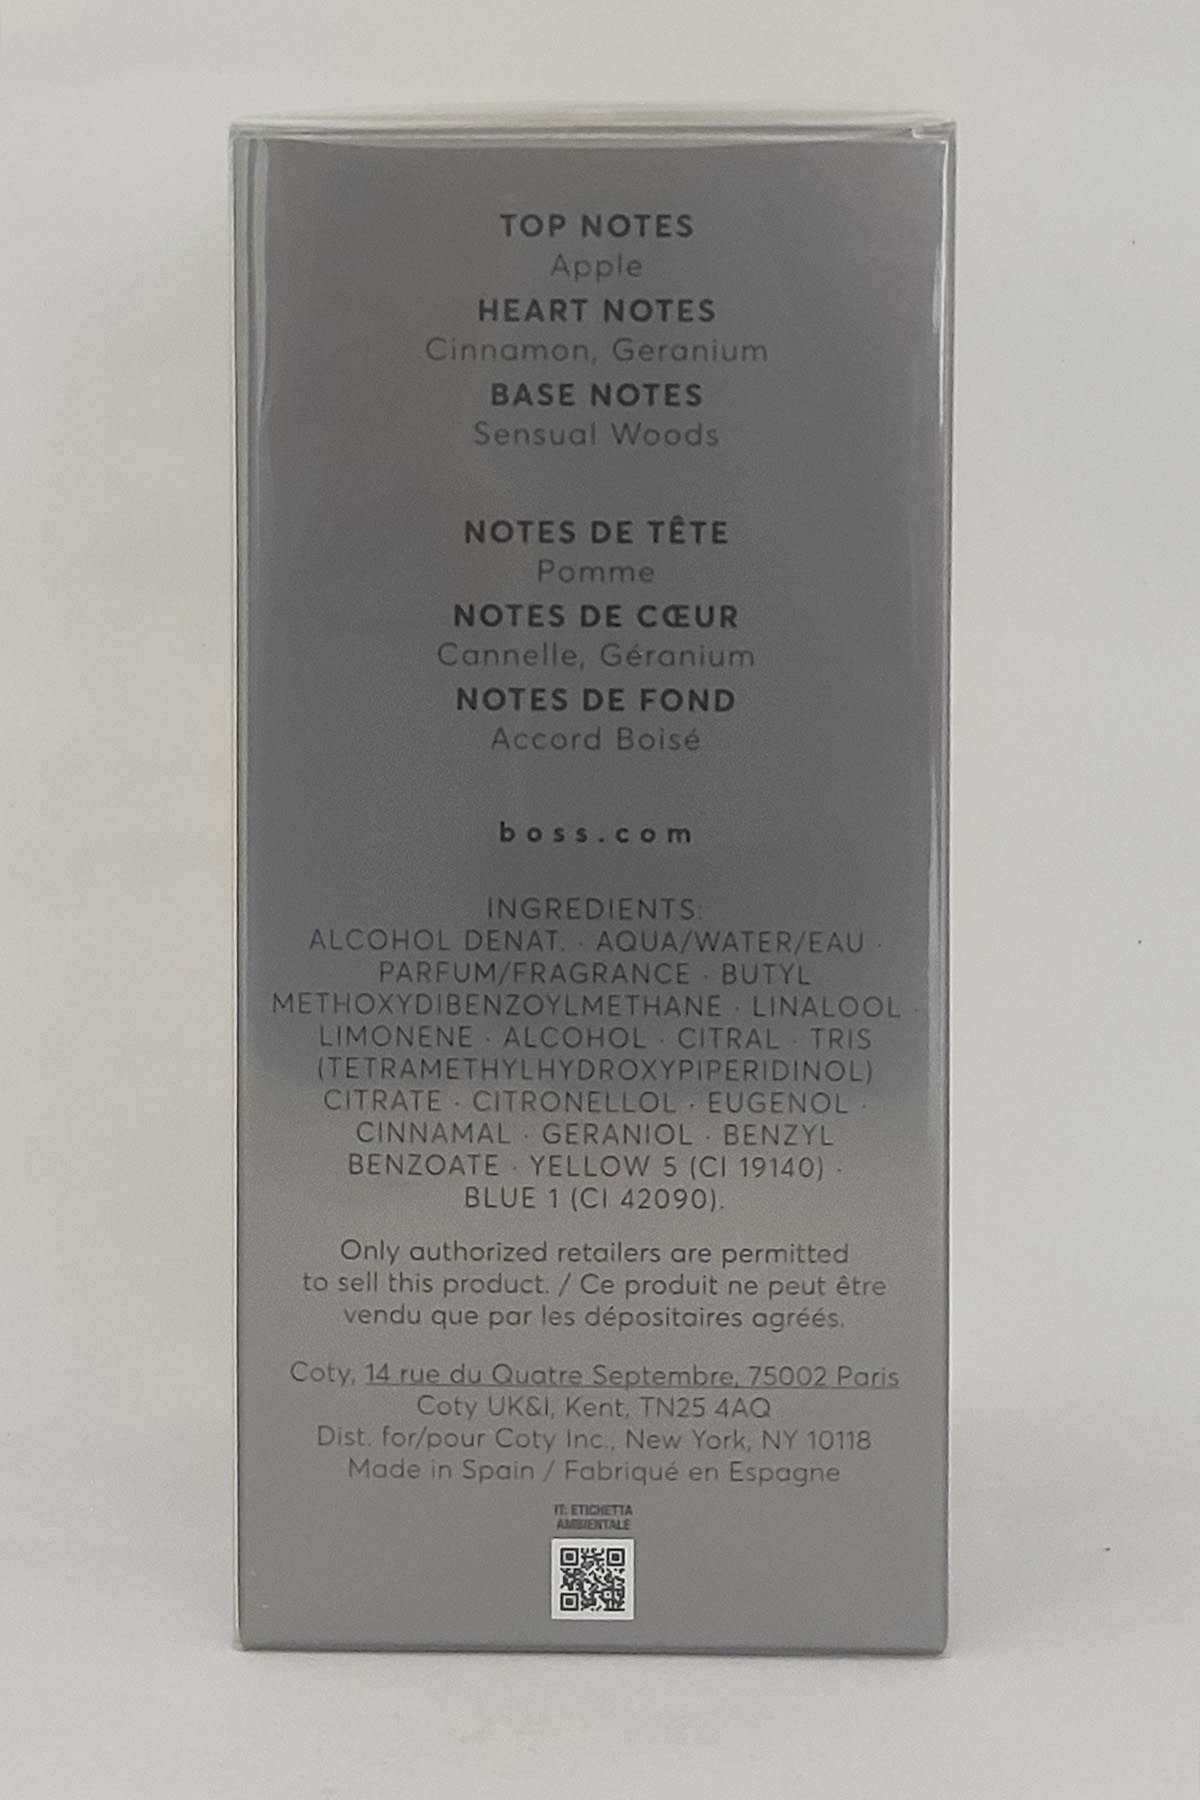 TOP NOTES
Apple
HEART NOTES
Cinnamon, Geranium
BASE NOTES
Sensual Woods
NOTES DE TÊTE
Pomme
NOTES DE CŒUR
Cannelle, Géranium
NOTES DE FOND
Accord Boisé
boss.com
INGREDIENTS:
ALCOHOL DENAT. · AQUA/WATER/EAU ·
PARFUM/FRAGRANCE · BUTYL
METHOXYDIBENZOYLMETHANE · LINALOOL ·
LIMONENE · ALCOHOL · CITRAL · TRIS
(TETRAMETHYLHYDROXYPIPERIDINOL)
CITRATE · CITRONELLOL · EUGENOL ·
CINNAMAL · GERANIOL · BENZYL
BENZOATE · YELLOW 5 (CI 19140) ·
BLUE 1 (CI 42090).
Only authorized retailers are permitted
to sell this product. / Ce produit ne peut être
vendu que par les dépositaires agréés.
Coty, 14 rue du Quatre Septembre, 75002 Paris
Coty UK&I, Kent, TN25 4AQ
Dist. for/pour Coty Inc., New York, NY 10118
Made in Spain / Fabriqué en Espagne
IT: ETICHETTA
AMBIENTALE